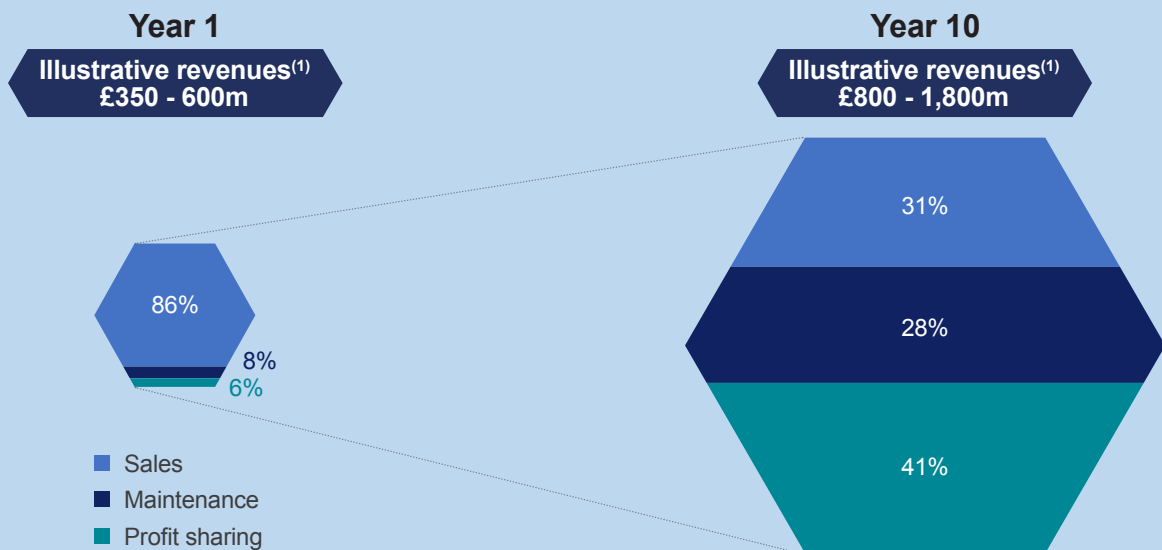 Year 1
Illustrative revenues(1)
£350 - 600m
86%
8%
6%
Sales
Maintenance
Profit sharing
Year 10
Illustrative revenues(1)
£800 - 1,800m
31%
28%
41%